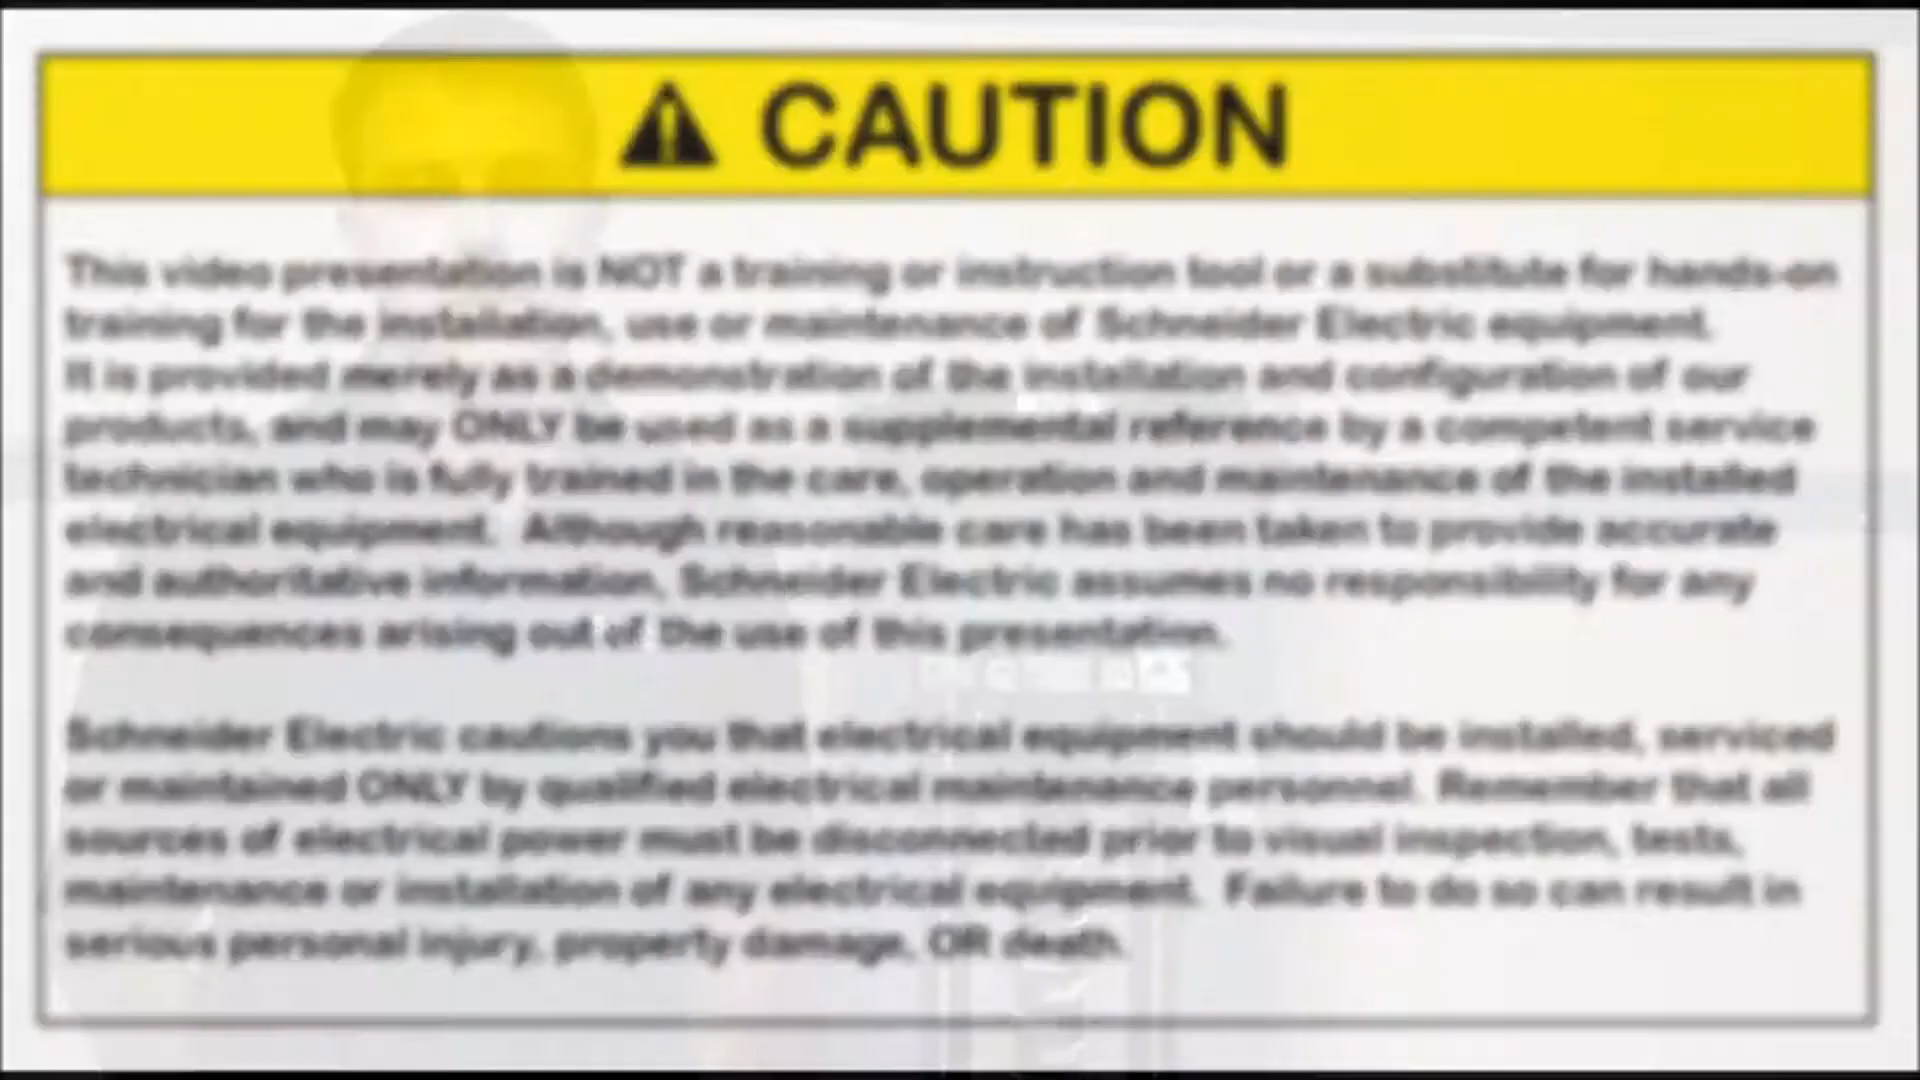 CAUTION
This video presentation is NOT a training or instruction tool or a substitute for hands-on
training for the installation, use or maintenance of Schneider Electric equipment.
It is provided merely as a demonstration of the installation and configuration of our
products, and may ONLY be used as a supplemental reference by a competent service
technician who is fully trained in the care, operation and maintenance of the installed
electrical equipment. Although reasonable care has been taken to provide accurate
and authoritative information, Schneider Electric assumes no responsibility for any
consequences arising out of the use of this presentation.
Schneider Electric cautions you that electrical equipment should be installed, serviced
or maintained ONLY by qualified electrical maintenance personnel. Remember that all
sources of electrical power must be disconnected prior to visual inspection, tests,
maintenance or installation of any electrical equipment. Failure to do so can result in
serious personal injury, property damage, OR death.